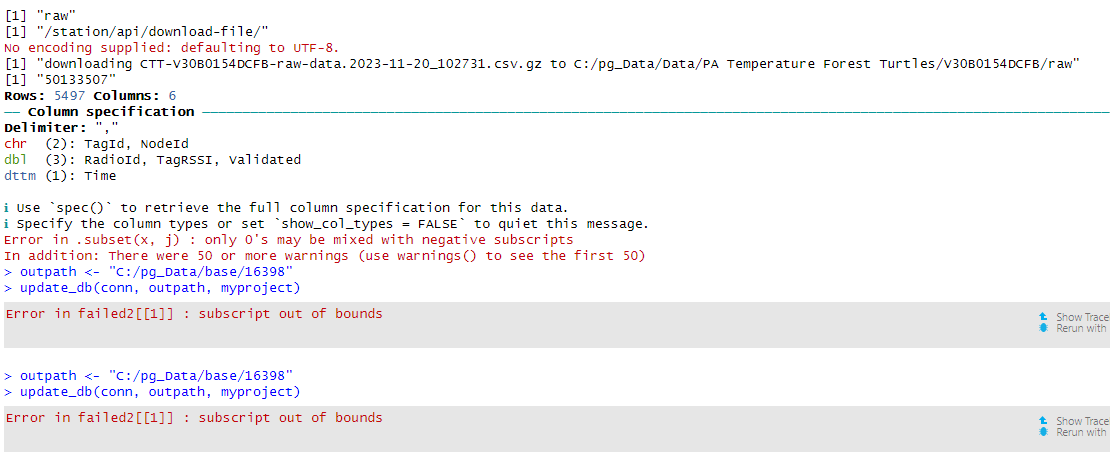 [1] "raw"
[1] "/station/api/download-file/"
No encoding supplied: defaulting to UTF-8.
[1] "downloading CTT-V30B0154DCFB-raw-data.2023-11-20_102731.csv.gz to C:/pg_Data/Data/PA Temperature Forest Turtles/V30B0154DCFB/raw"
[1] "50133507"
Rows: 5497 Columns: 6
── Column specification ──
Delimiter: ","
chr  (2): TagId, NodeId
dbl  (3): RadioId, TagRSSI, Validated
dttm (1): Time
ℹ Use `spec()` to retrieve the full column specification for this data.
ℹ Specify the column types or set `show_col_types = FALSE` to quiet this message.
Error in .subset(x, j) : only 0's may be mixed with negative subscripts
In addition: There were 50 or more warnings (use warnings() to see the first 50)
> outpath <- "C:/pg_Data/base/16398"
> update_db(conn, outpath, myproject)
Error in failed2[[1]] : subscript out of bounds
Show Trace
Rerun with
> outpath <- "C:/pg_Data/base/16398"
> update_db(conn, outpath, myproject)
Error in failed2[[1]] : subscript out of bounds
Show Trace
Rerun with